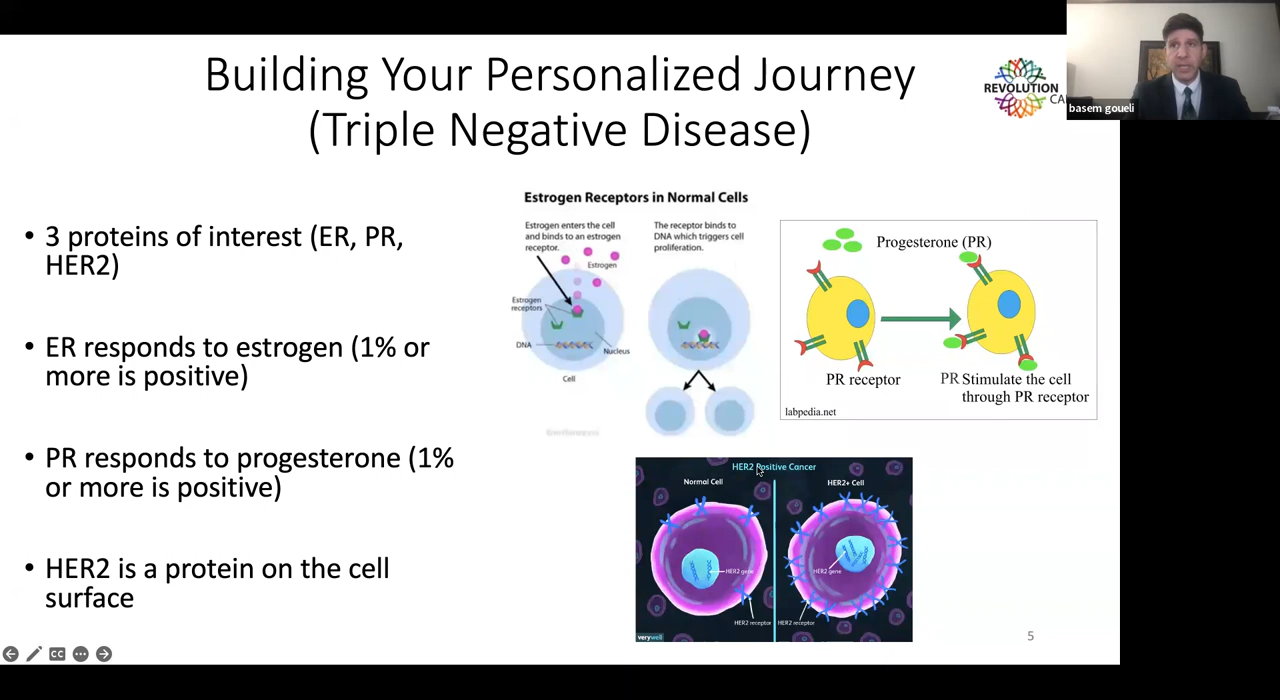 Building Your Personalized Journey
(Triple Negative Disease)
REVOLUTION
CA
basem goueli
• 3 proteins of interest (ER, PR,
HER2)
• ER responds to estrogen (1% or
more is positive)
• PR responds to progesterone (1%
or more is positive)
• HER2 is a protein on the cell
surface
Estrogen Receptors in Normal Cells
Estrogen enters the cell
and binds to an estrogen
receptor.
The receptor binds to
DNA which triggers cell
proliferation.
Estrogen
Estrogen
receptors
DNA
Nucleus
Cell
Progesterone (PR)
PR receptor
PR Stimulate the cell
through PR receptor
labpedia.net
HER2 Positive Cancer
Normal Cell
HER2+ Cell
HER2 gene
HER2 gene
HER2 receptor
HER2 receptor
verywell
5
CC